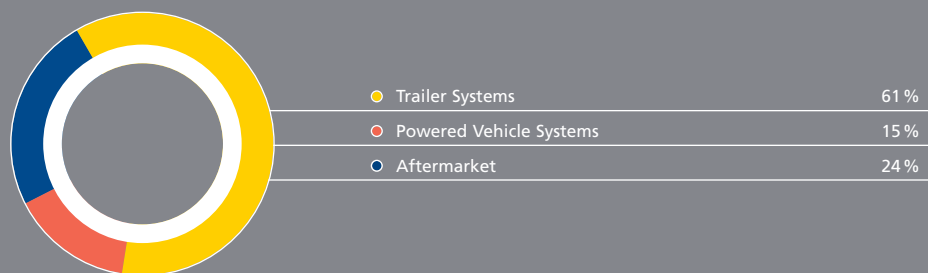 Trailer Systems 61 %
Powered Vehicle Systems 15 %
Aftermarket 24 %